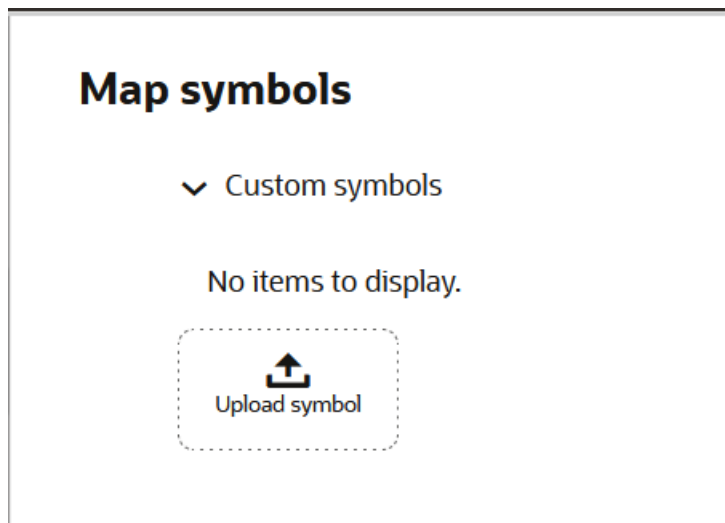 Map symbols
Custom symbols
No items to display.
Upload symbol